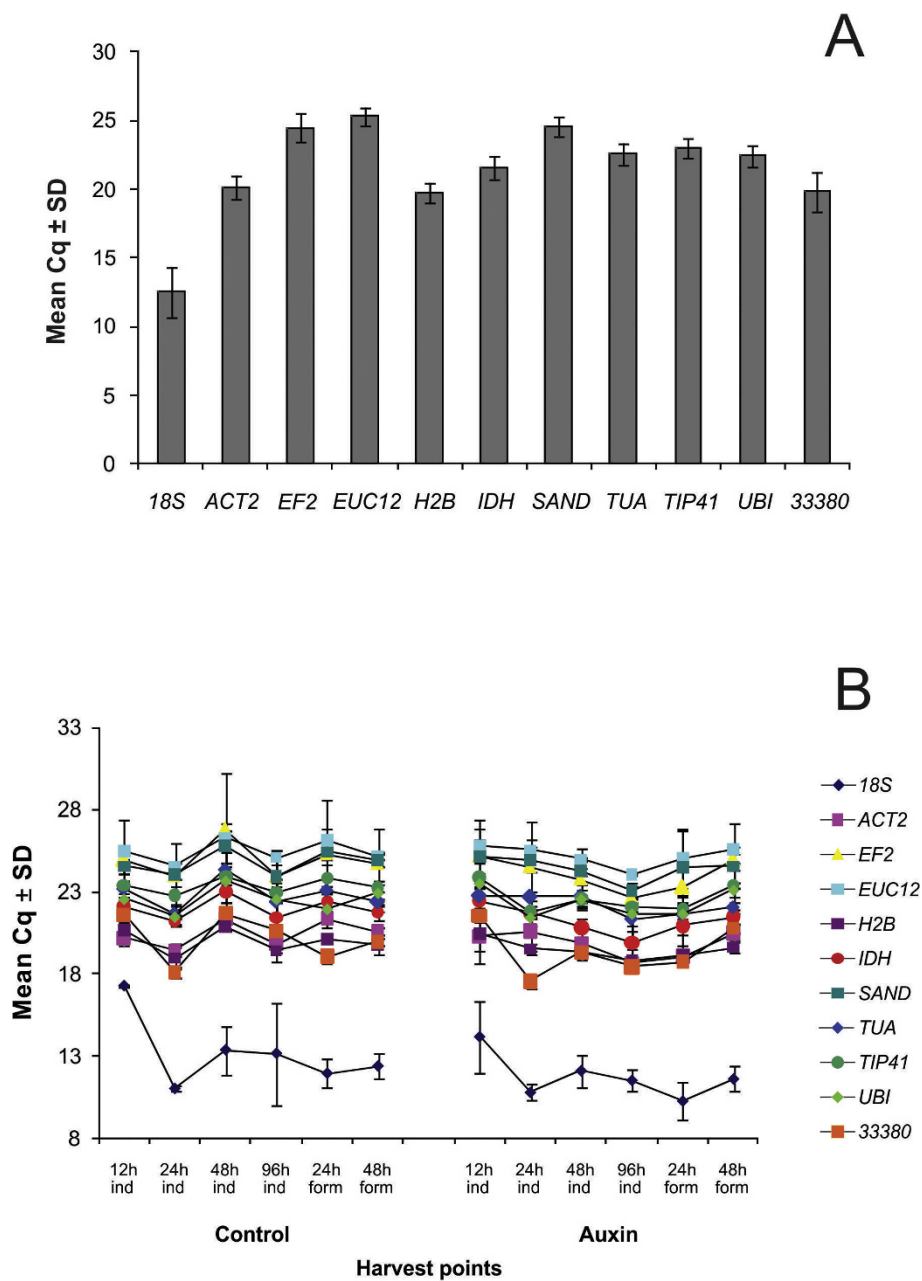 A
Mean Cq ± SD
30
25
20
15
10
5
0
18S ACT2 EF2 EUC12 H2B IDH SAND TUA TIP41 UBI 33380
B
Mean Cq ± SD
33
28
23
18
13
8
12h ind 24h ind 48h ind 96h ind 24h form 48h form 12h ind 24h ind 48h ind 96h ind 24h form 48h form
Control Auxin
Harvest points
18S
ACT2
EF2
EUC12
H2B
IDH
SAND
TUA
TIP41
UBI
33380